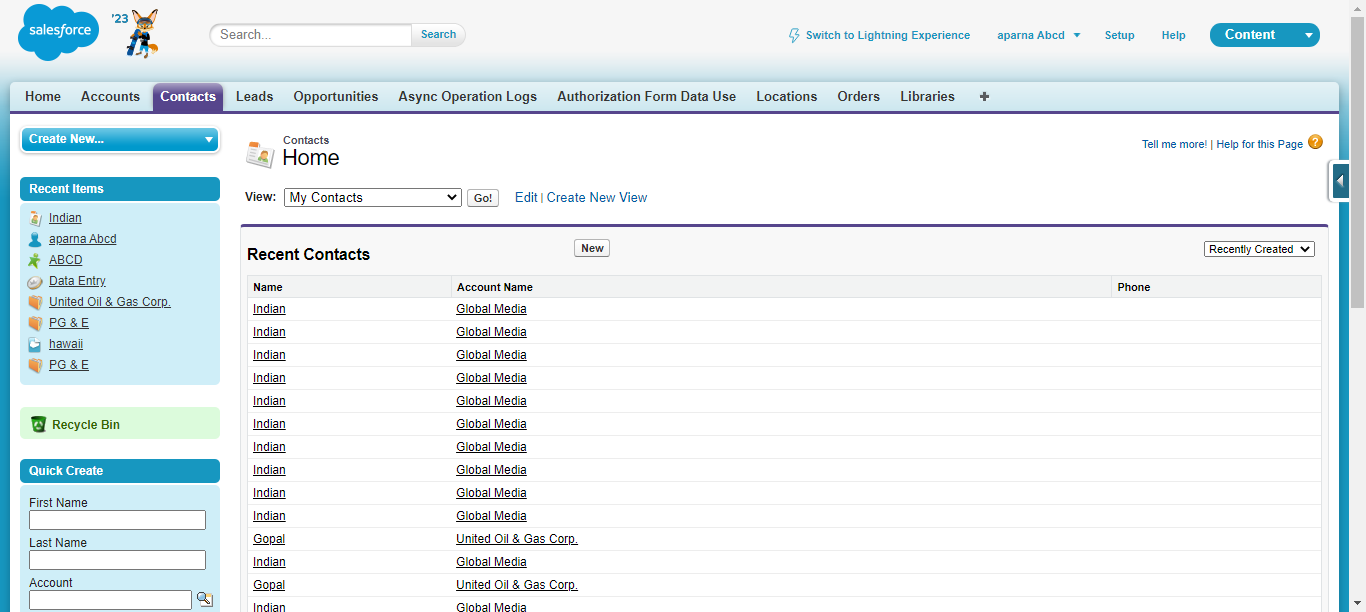 salesforce
'23
Search...
Search
Switch to Lightning Experience
aparna Abcd
Setup
Help
Content
Home Accounts Contacts Leads Opportunities Async Operation Logs Authorization Form Data Use Locations Orders Libraries +
Create New...
Recent Items
Indian
aparna Abcd
ABCD
Data Entry
United Oil & Gas Corp.
PG & E
hawaii
PG & E
Recycle Bin
Quick Create
First Name
Last Name
Account
Contacts
Home
Tell me more! | Help for this Page ?
View: My Contacts Go! Edit | Create New View
Recent Contacts New Recently Created
Name Account Name Phone
Indian Global Media
Indian Global Media
Indian Global Media
Indian Global Media
Indian Global Media
Indian Global Media
Indian Global Media
Indian Global Media
Indian Global Media
Indian Global Media
Gopal United Oil & Gas Corp.
Indian Global Media
Gopal United Oil & Gas Corp.
Indian Global Media